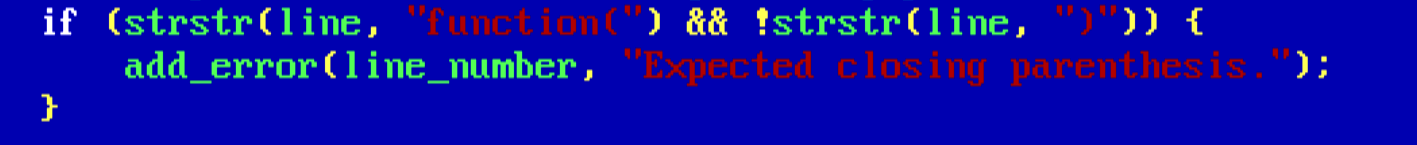 if (strstr(line, "function(") && !strstr(line, ")")) {
    add_error(line_number, "Expected closing parenthesis.");
}